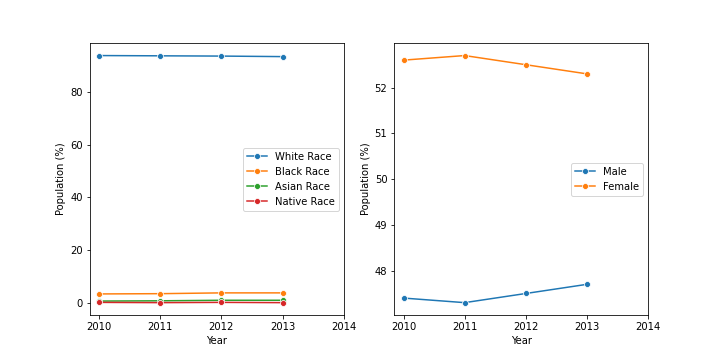 80
60
40
20
0
Population (%)
2010 2011 2012 2013 2014
Year
White Race
Black Race
Asian Race
Native Race
52
51
50
49
48
Population (%)
2010 2011 2012 2013 2014
Year
Male
Female